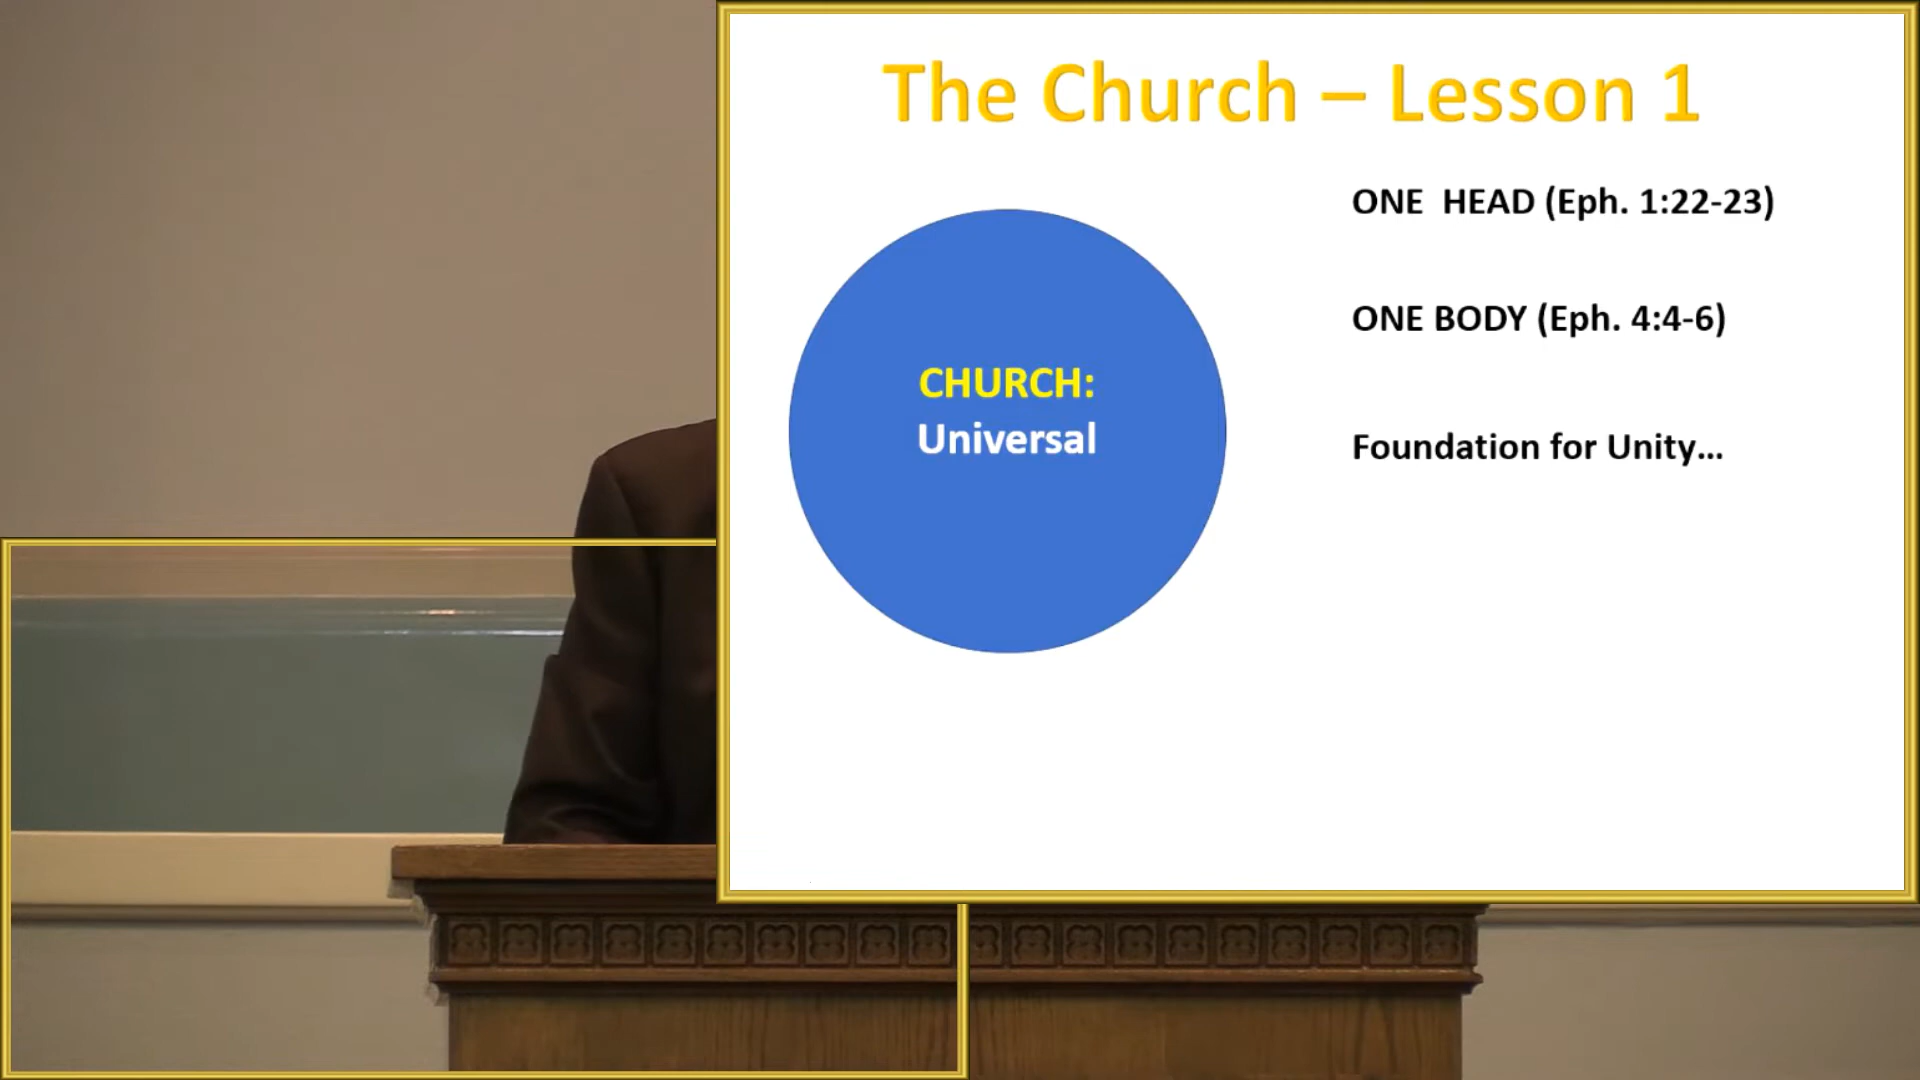 The Church – Lesson 1
CHURCH:
Universal
ONE  HEAD (Eph. 1:22-23)
ONE BODY (Eph. 4:4-6)
Foundation for Unity...